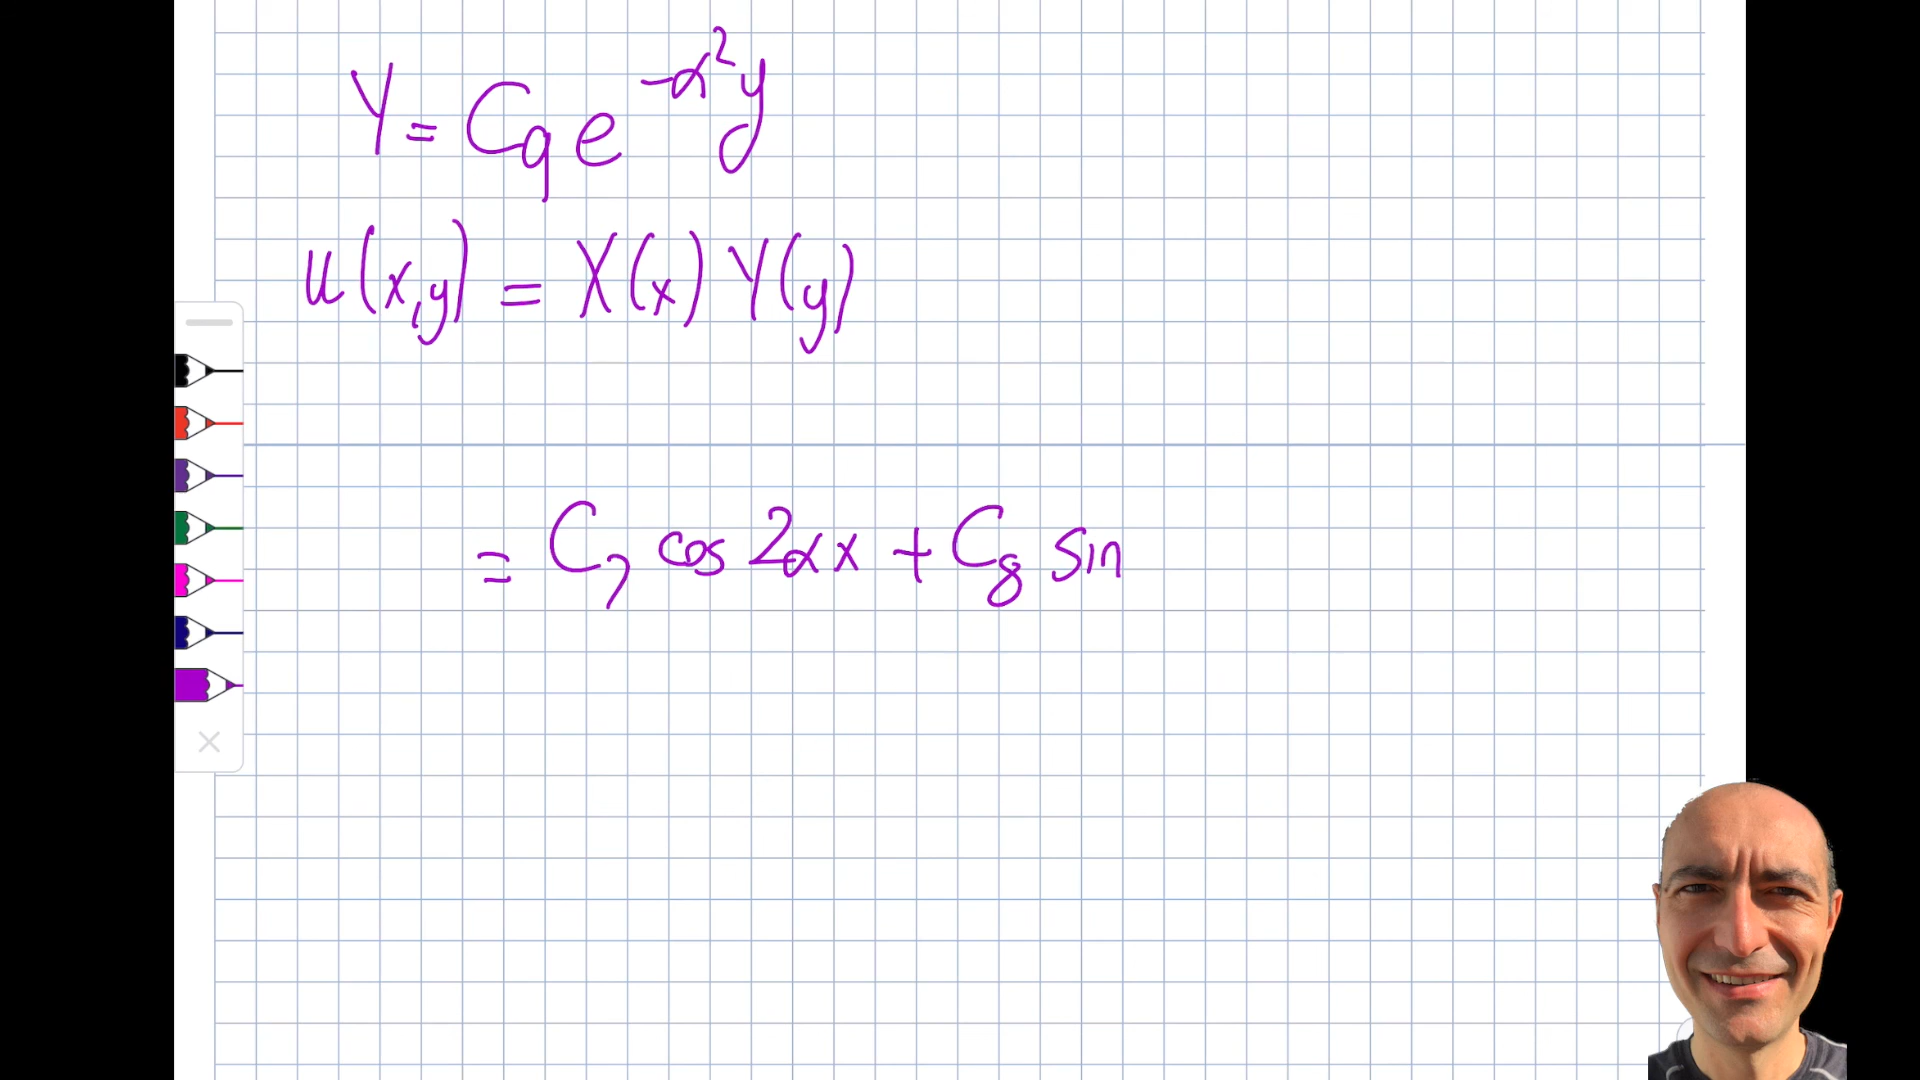 Y = C₉ e^{-α²y}
u(x,y) = X(x) Y(y)
= C₇ cos 2αx + C₈ sin